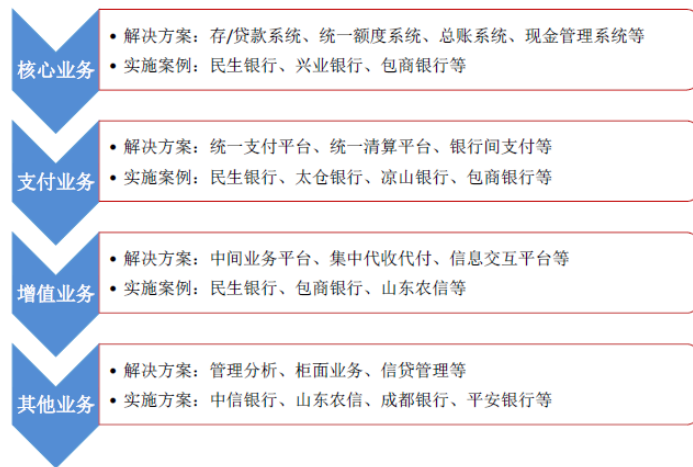 核心业务
• 解决方案：存/贷款系统、统一额度系统、总账系统、现金管理系统等
• 实施案例：民生银行、兴业银行、包商银行等
支付业务
• 解决方案：统一支付平台、统一清算平台、银行间支付等
• 实施案例：民生银行、太仓银行、凉山银行、包商银行等
增值业务
• 解决方案：中间业务平台、集中代收代付、信息交互平台等
• 实施案例：民生银行、包商银行、山东农信等
其他业务
• 解决方案：管理分析、柜面业务、信贷管理等
• 实施方案：中信银行、山东农信、成都银行、平安银行等